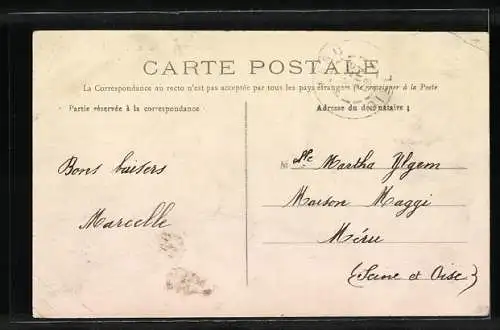 CARTE POSTALE
La Correspondance au recto n'est pas acceptée par tous les pays étrangers (Se renseigner à la Poste
Partie réservée à la correspondance
Adresse du destinataire
Bons baisers
Marcelle
Mlle Martha Ylgem
Maison Maggi
Méru
(Seine et Oise)